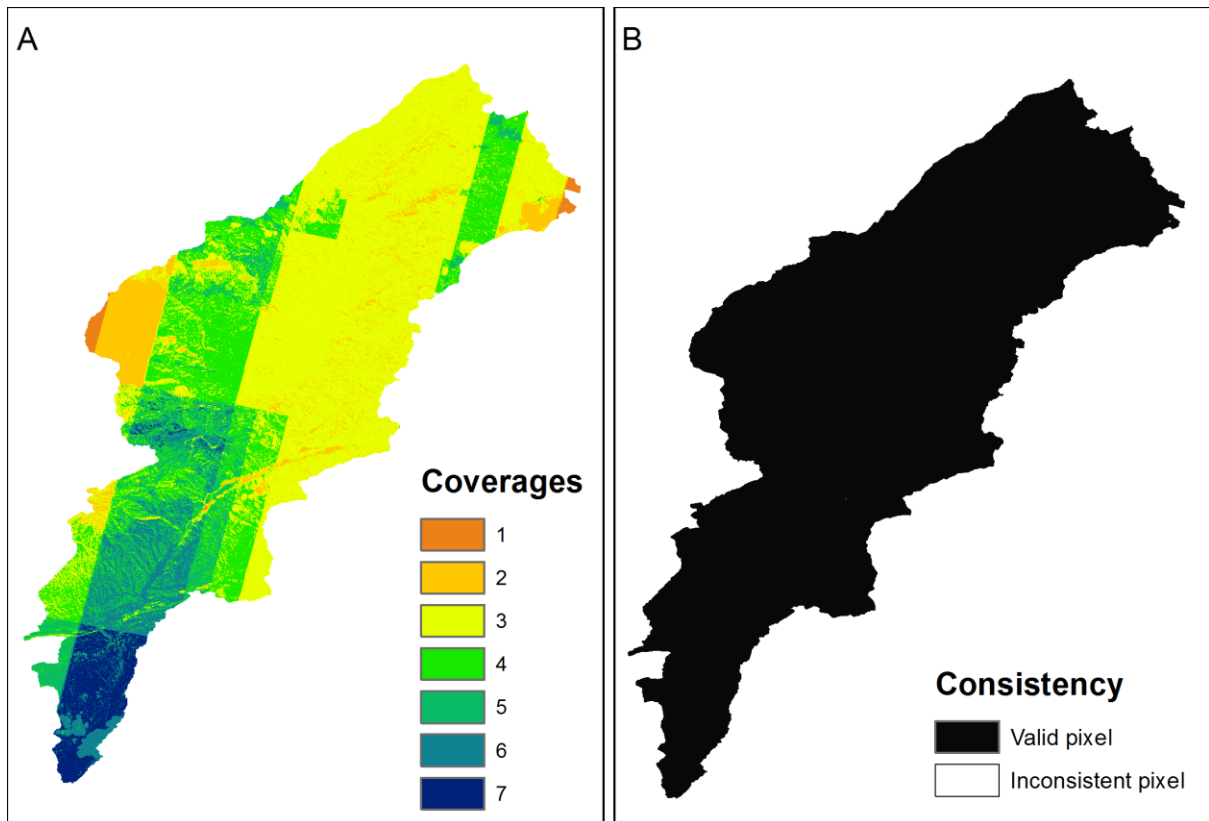 A
Coverages
1
2
3
4
5
6
7
B
Consistency
Valid pixel
Inconsistent pixel